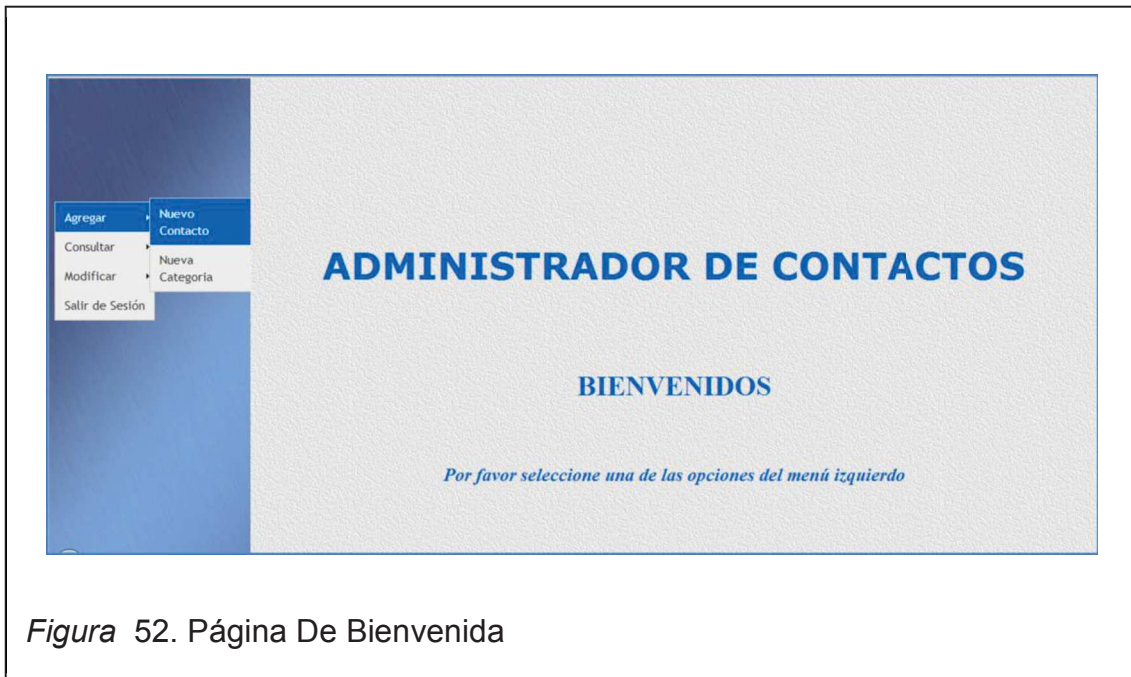 Agregar
Nuevo
Contacto
Consultar
Nueva
Categoria
Modificar
Salir de Sesión
ADMINISTRADOR DE CONTACTOS
BIENVENIDOS
Por favor seleccione una de las opciones del menú izquierdo
Figura 52. Página De Bienvenida